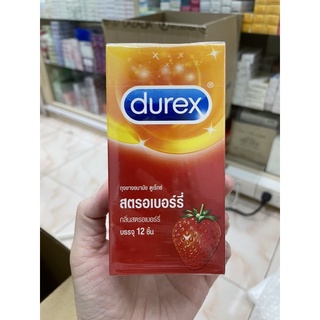 durex
ถุงยางอนามัย ดูเร็กซ์
สตรอเบอร์รี่
กลิ่นสตรอเบอร์รี่
บรรจุ 12 ชิ้น